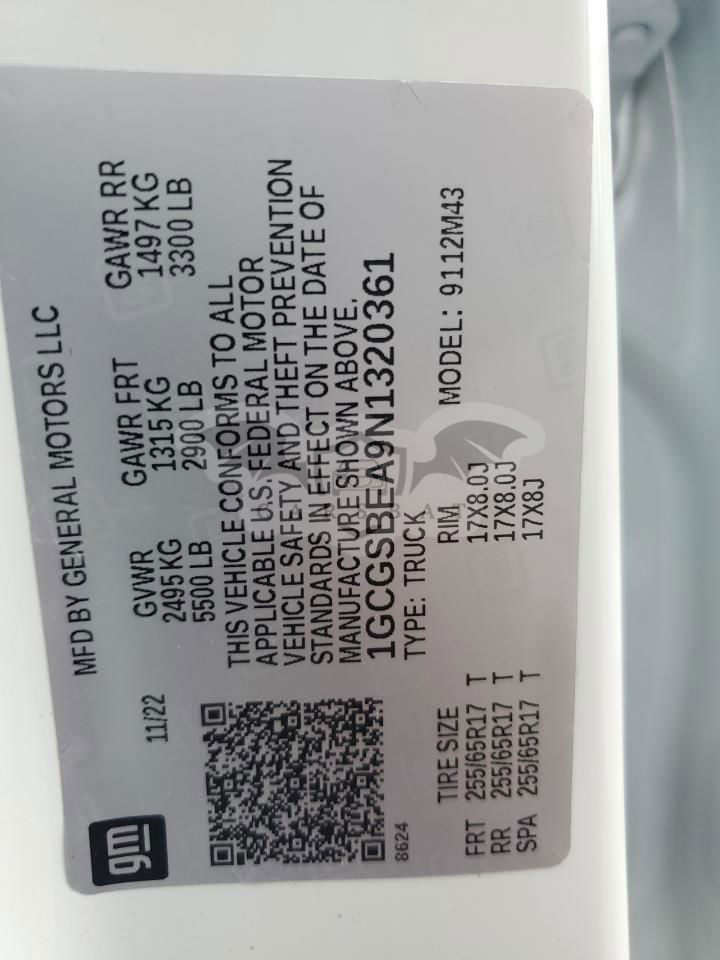 gm
MFD BY GENERAL MOTORS LLC
11/22
GVWR GAWR FRT GAWR RR
2495 KG 1315 KG 1497 KG
5500 LB 2900 LB 3300 LB
THIS VEHICLE CONFORMS TO ALL
APPLICABLE U.S. FEDERAL MOTOR
VEHICLE SAFETY AND THEFT PREVENTION
STANDARDS IN EFFECT ON THE DATE OF
MANUFACTURE SHOWN ABOVE.
1GCGSBEA9N1320361
8624
TYPE: TRUCK MODEL: 9112M43
TIRE SIZE RIM
FRT 255/65R17 T 17X8.0J
RR 255/65R17 T 17X8.0J
SPA 255/65R17 T 17X8J